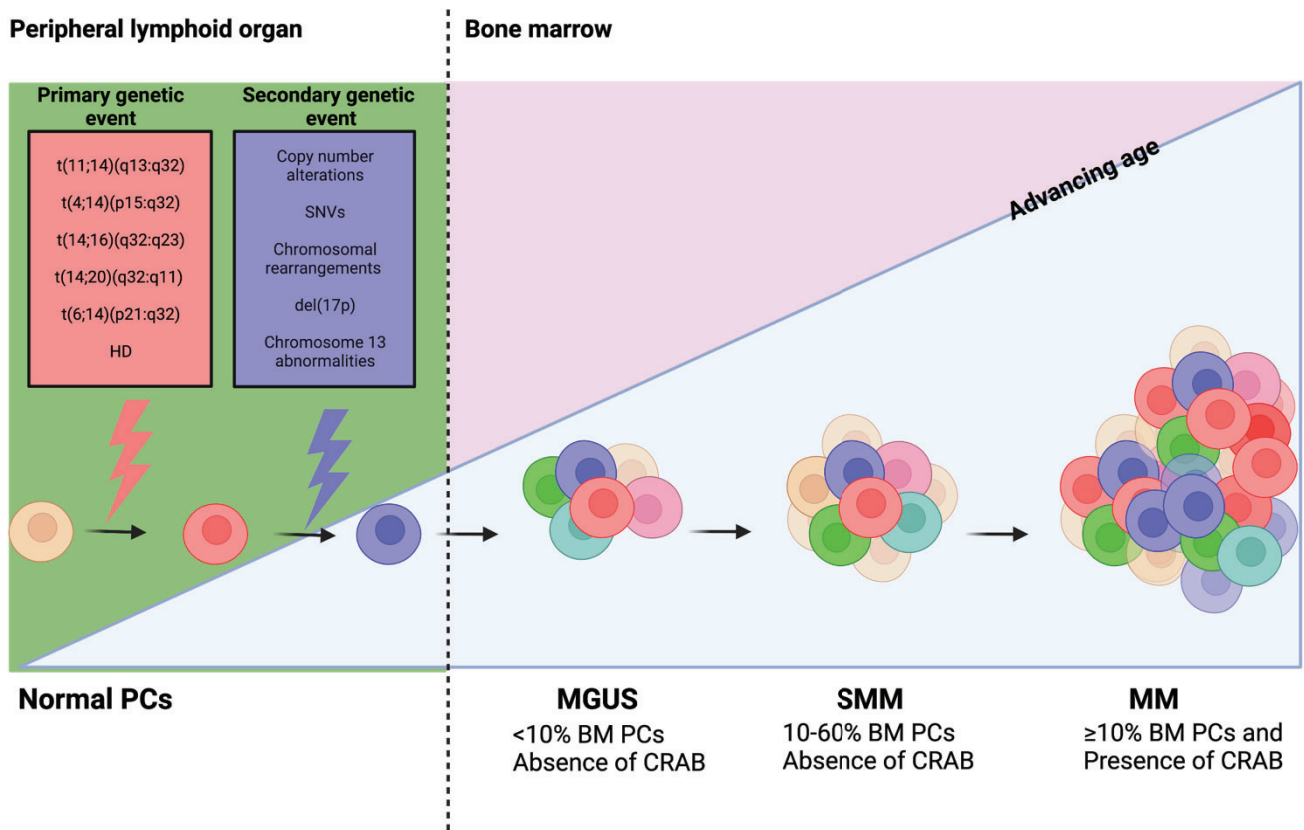 Peripheral lymphoid organ
Bone marrow
Primary genetic
event
t(11;14)(q13:q32)
t(4;14)(p15:q32)
t(14;16)(q32:q23)
t(14;20)(q32:q11)
t(6;14)(p21:q32)
HD
Secondary genetic
event
Copy number
alterations
SNVs
Chromosomal
rearrangements
del(17p)
Chromosome 13
abnormalities
Advancing age
Normal PCs
MGUS
<10% BM PCs
Absence of CRAB
SMM
10-60% BM PCs
Absence of CRAB
MM
≥10% BM PCs and
Presence of CRAB